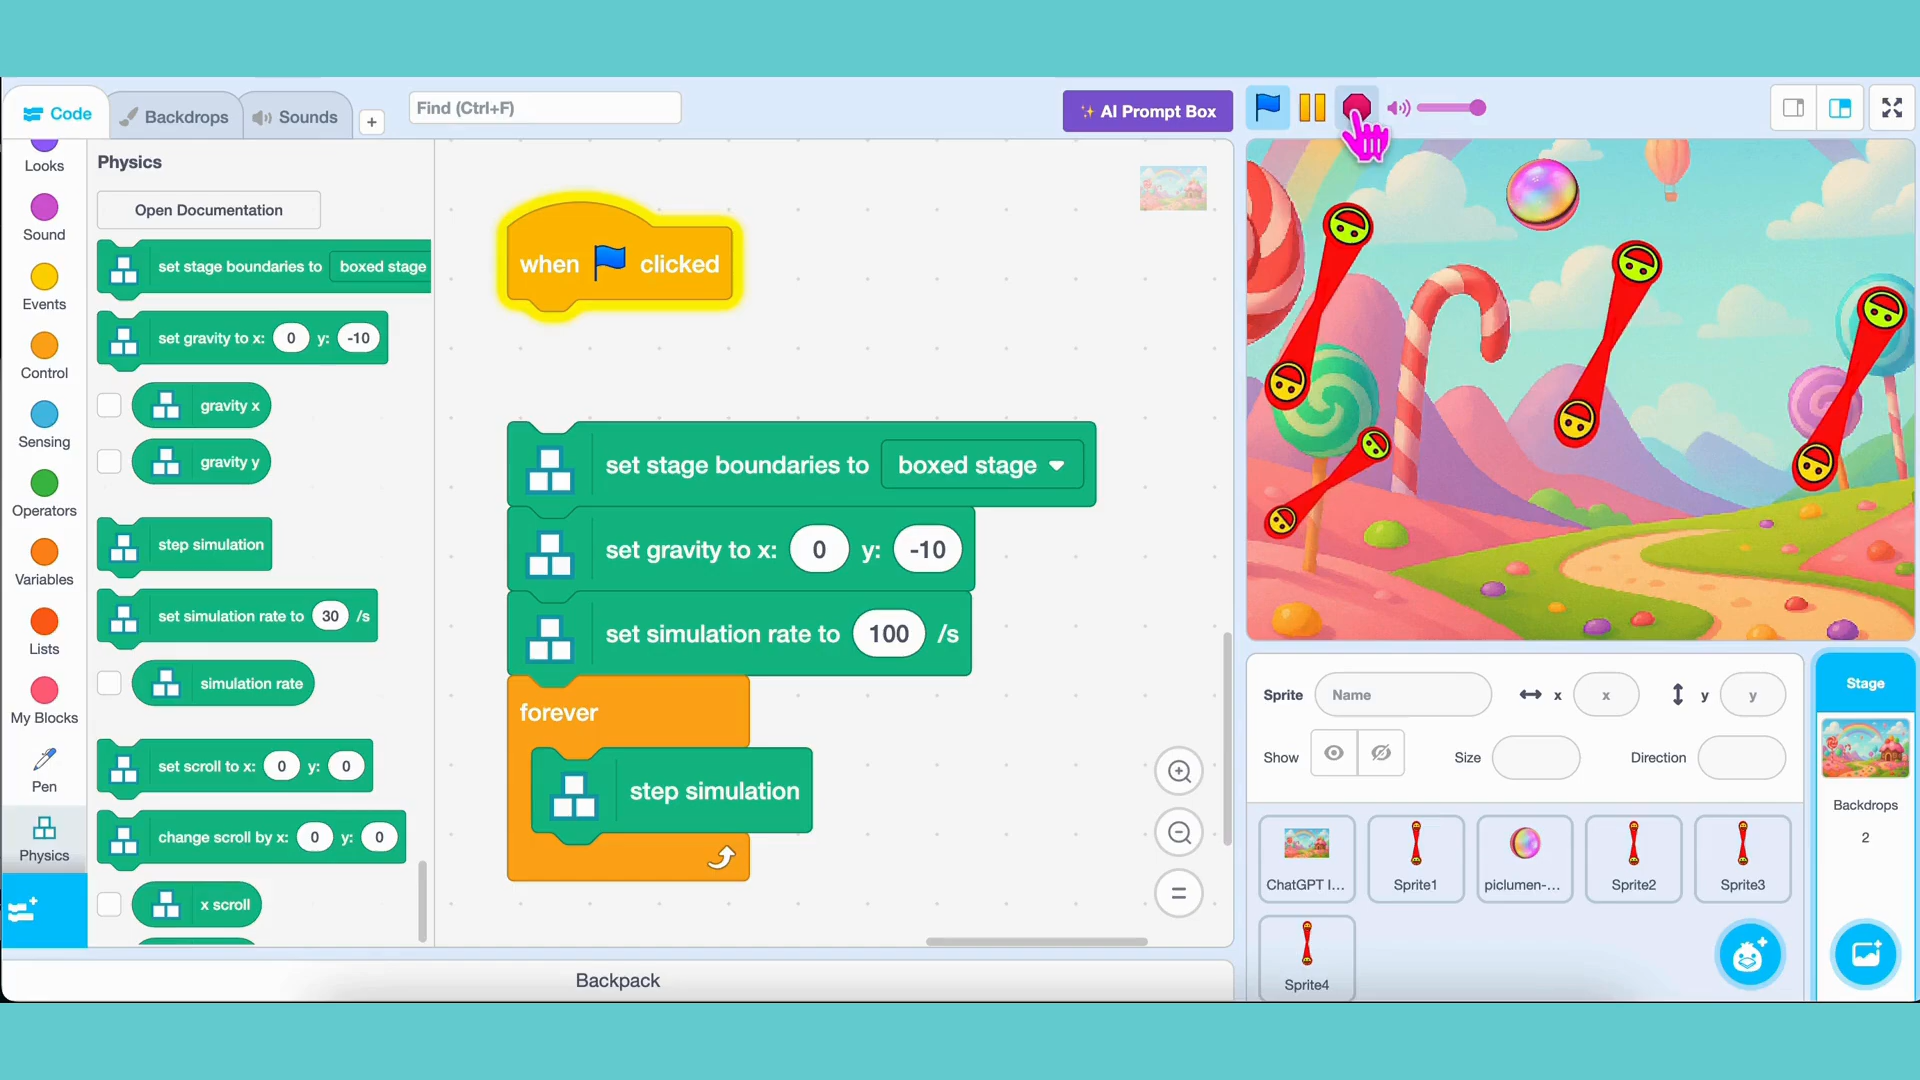 Code
Backdrops
Sounds
+
Find (Ctrl+F)
AI Prompt Box
Looks
Sound
Events
Control
Sensing
Operators
Variables
Lists
My Blocks
Pen
Physics
Physics
Open Documentation
set stage boundaries to boxed stage
set gravity to x: 0 y: -10
gravity x
gravity y
step simulation
set simulation rate to 30 /s
simulation rate
set scroll to x: 0 y: 0
change scroll by x: 0 y: 0
x scroll
when clicked
set stage boundaries to boxed stage
set gravity to x: 0 y: -10
set simulation rate to 100 /s
forever
step simulation
Backpack
Sprite Name x x y y
Show Size Direction
ChatGPT I... Sprite1 piclumen-... Sprite2 Sprite3
Sprite4
Stage
Backdrops
2